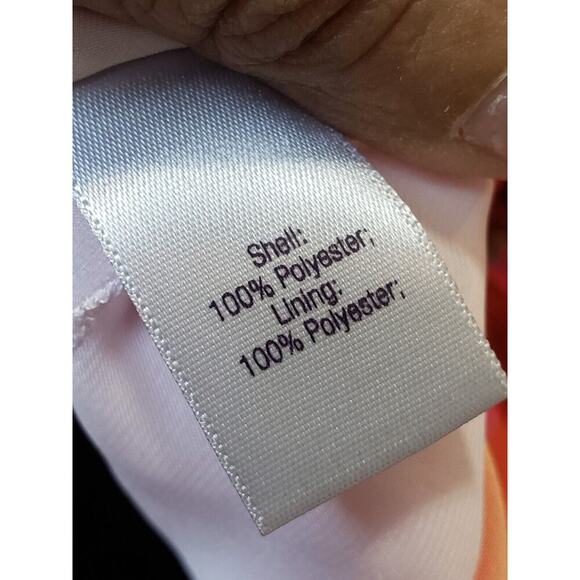 Shell:
100% Polyester;
Lining:
100% Polyester;